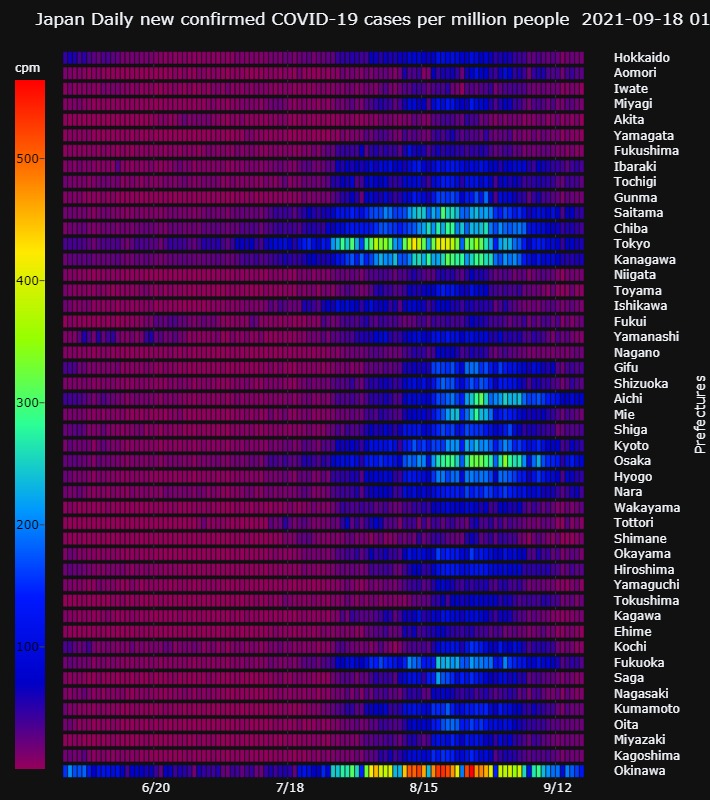 Japan Daily new confirmed COVID-19 cases per million people 2021-09-18 01
cpm
500
400
300
200
100
Hokkaido
Aomori
Iwate
Miyagi
Akita
Yamagata
Fukushima
Ibaraki
Tochigi
Gunma
Saitama
Chiba
Tokyo
Kanagawa
Niigata
Toyama
Ishikawa
Fukui
Yamanashi
Nagano
Gifu
Shizuoka
Aichi
Mie
Shiga
Kyoto
Osaka
Hyogo
Nara
Wakayama
Tottori
Shimane
Okayama
Hiroshima
Yamaguchi
Tokushima
Kagawa
Ehime
Kochi
Fukuoka
Saga
Nagasaki
Kumamoto
Oita
Miyazaki
Kagoshima
Okinawa
Prefectures
6/20 7/18 8/15 9/12